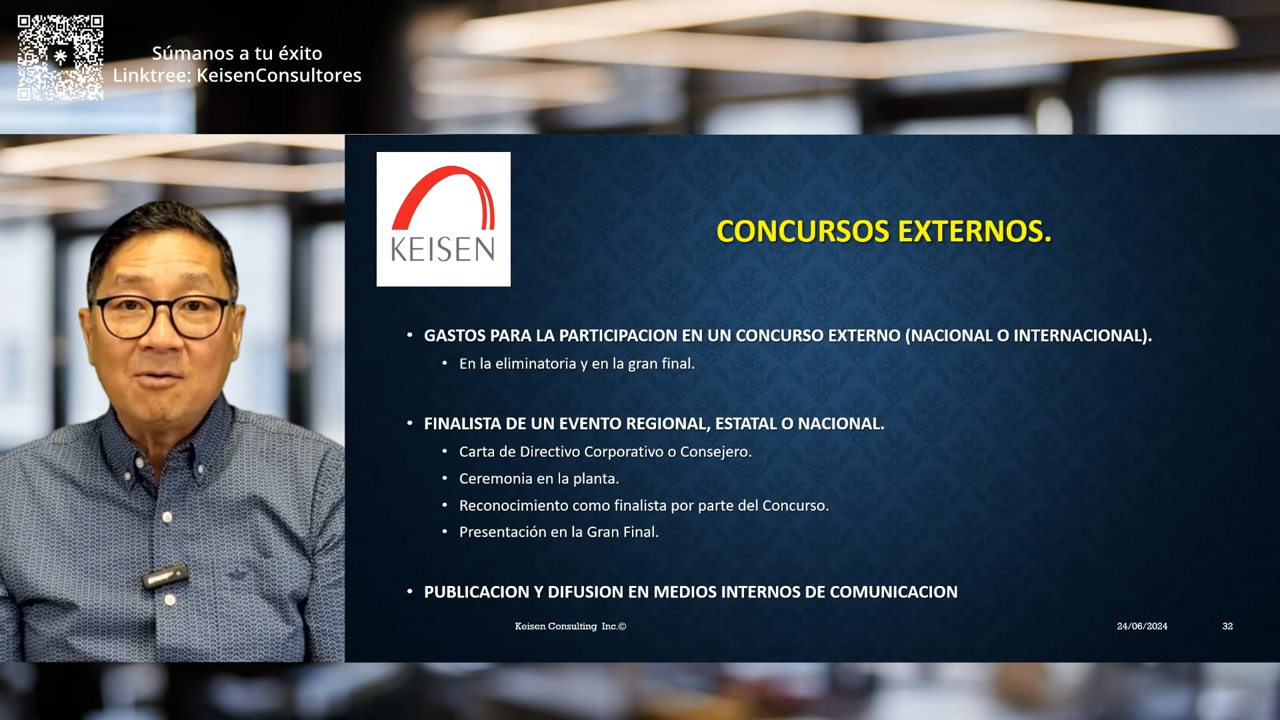 Súmanos a tu éxito
Linktree: KeisenConsultores
KEISEN
CONCURSOS EXTERNOS.
• GASTOS PARA LA PARTICIPACION EN UN CONCURSO EXTERNO (NACIONAL O INTERNACIONAL).
• En la eliminatoria y en la gran final.
• FINALISTA DE UN EVENTO REGIONAL, ESTATAL O NACIONAL.
• Carta de Directivo Corporativo o Consejero.
• Ceremonia en la planta.
• Reconocimiento como finalista por parte del Concurso.
• Presentación en la Gran Final.
• PUBLICACION Y DIFUSION EN MEDIOS INTERNOS DE COMUNICACION
Keisen Consulting Inc.© 24/06/2024 32